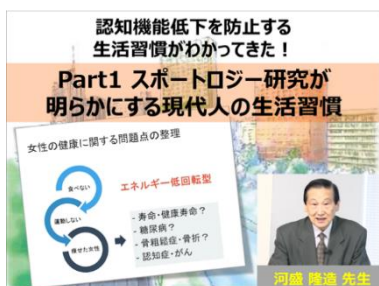 認知機能低下を防止する
生活習慣がわかってきた！
Part1 スポートロジー研究が
明らかにする現代人の生活習慣
女性の健康に関する問題点の整理
食べない
運動しない
痩せた女性
エネルギー低回転型
- 寿命・健康寿命？
- 糖尿病？
- 骨粗鬆症・骨折？
- 認知症・がん
河盛 隆造 先生